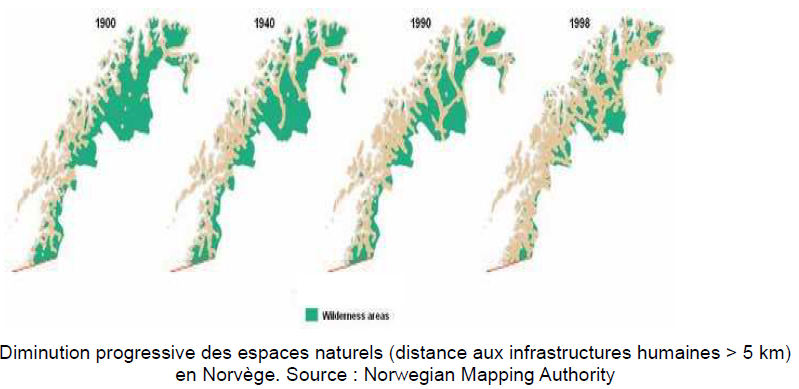 1900 1940 1990 1998
Wilderness areas
Diminution progressive des espaces naturels (distance aux infrastructures humaines > 5 km)
en Norvège. Source : Norwegian Mapping Authority